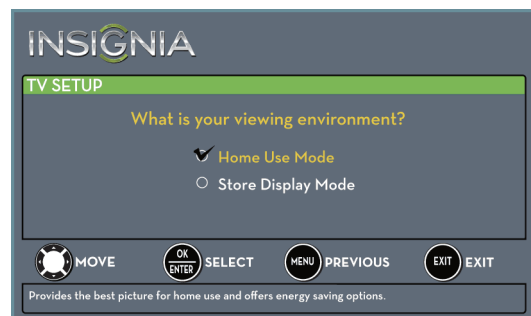 INSIGNIA
TV SETUP
What is your viewing environment?
Home Use Mode
Store Display Mode
MOVE OK ENTER SELECT MENU PREVIOUS EXIT EXIT
Provides the best picture for home use and offers energy saving options.